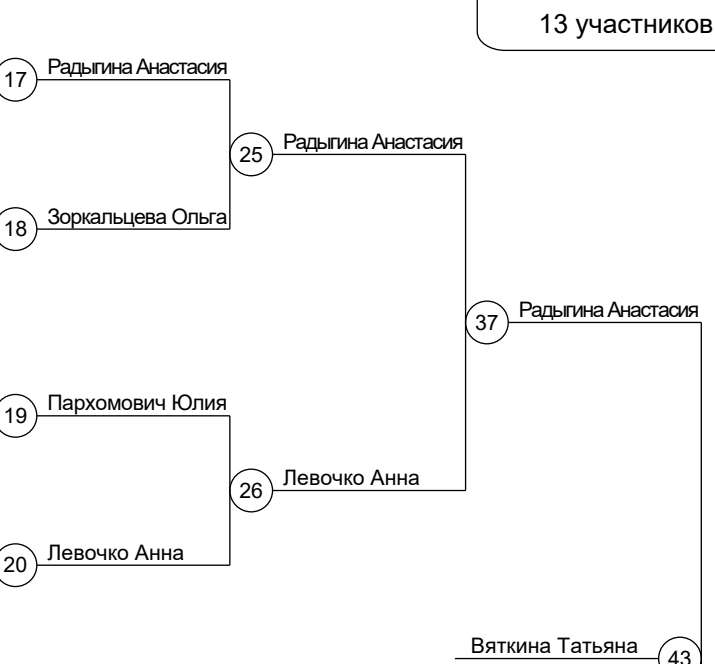 13 участников
17 Радыгина Анастасия
25 Радыгина Анастасия
18 Зоркальцева Ольга
37 Радыгина Анастасия
19 Пархомович Юлия
26 Левочко Анна
20 Левочко Анна
Вяткина Татьяна 43